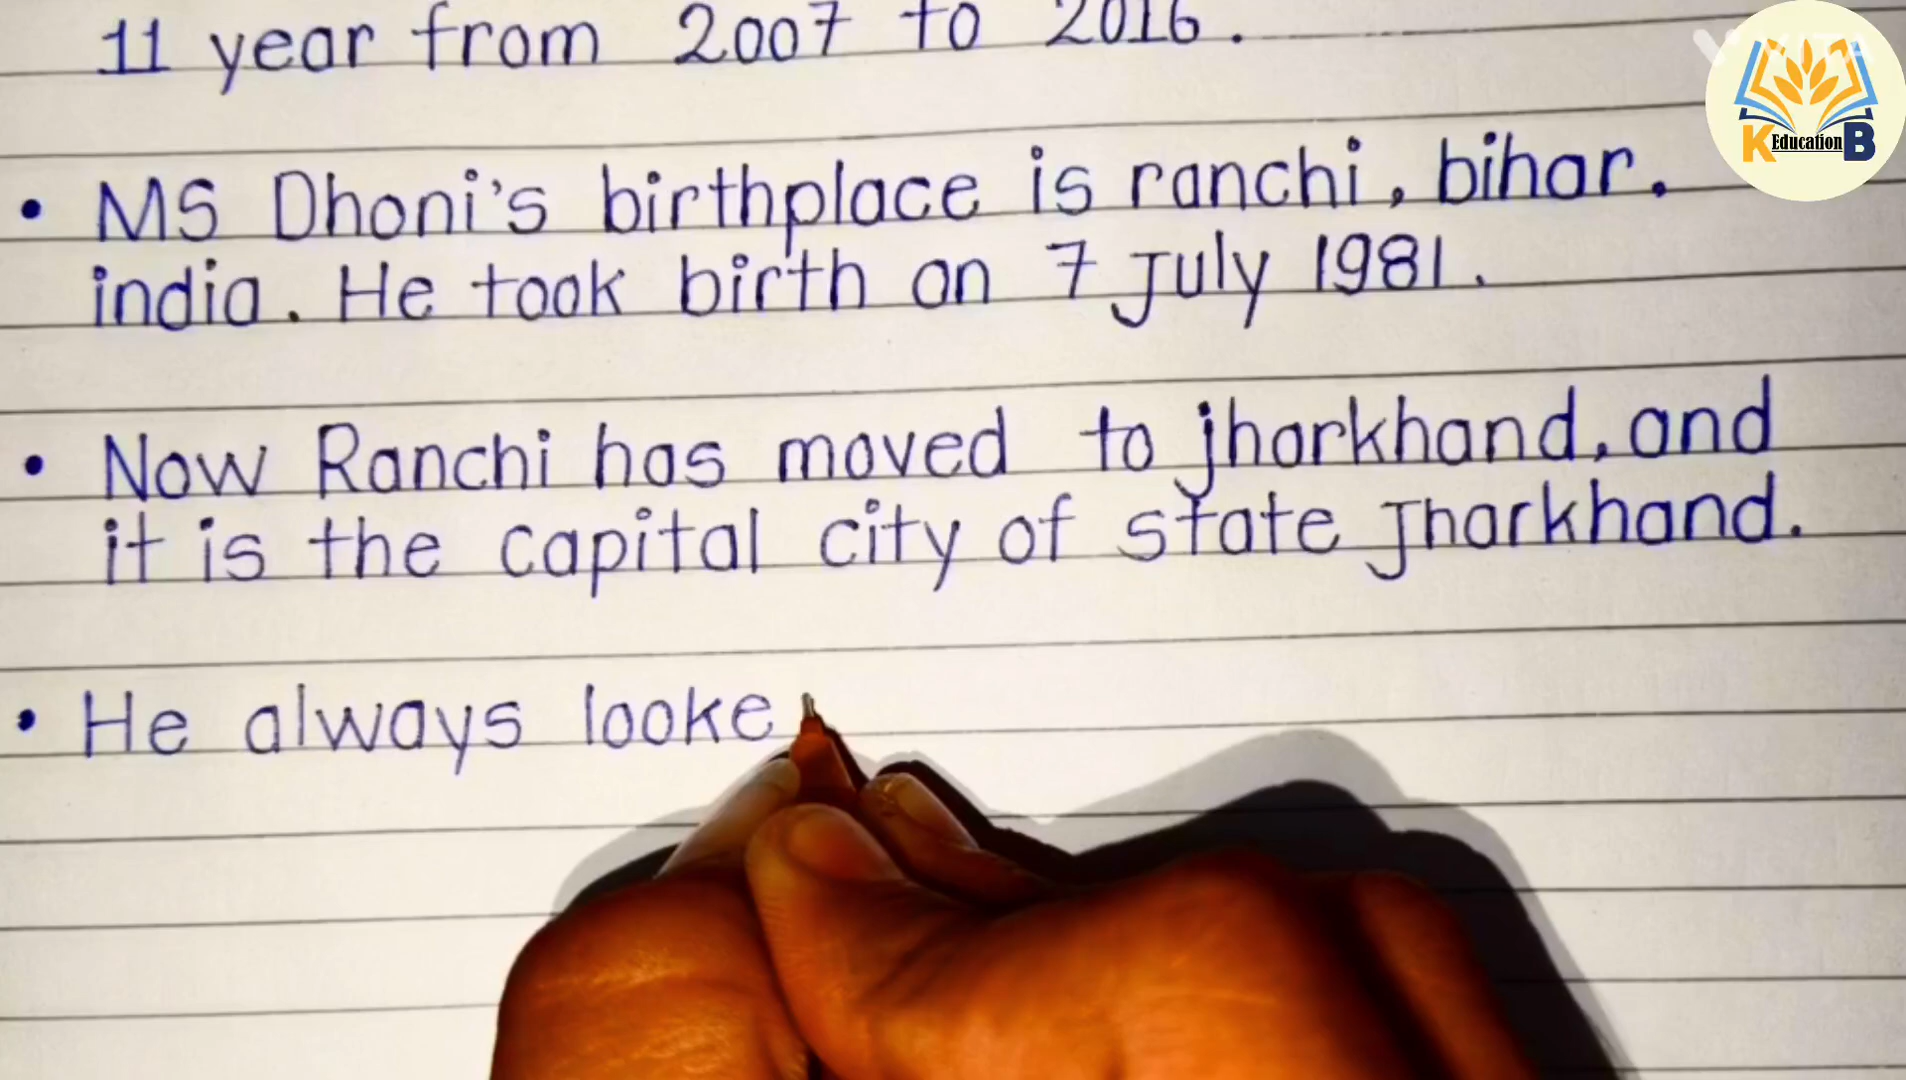 11 year from 2007 to 2016.
• MS Dhoni's birthplace is ranchi, bihar.
india. He took birth on 7 July 1981.
• Now Ranchi has moved to jharkhand, and
it is the capital city of state Jharkhand.
• He always looke
VITA
K Education B